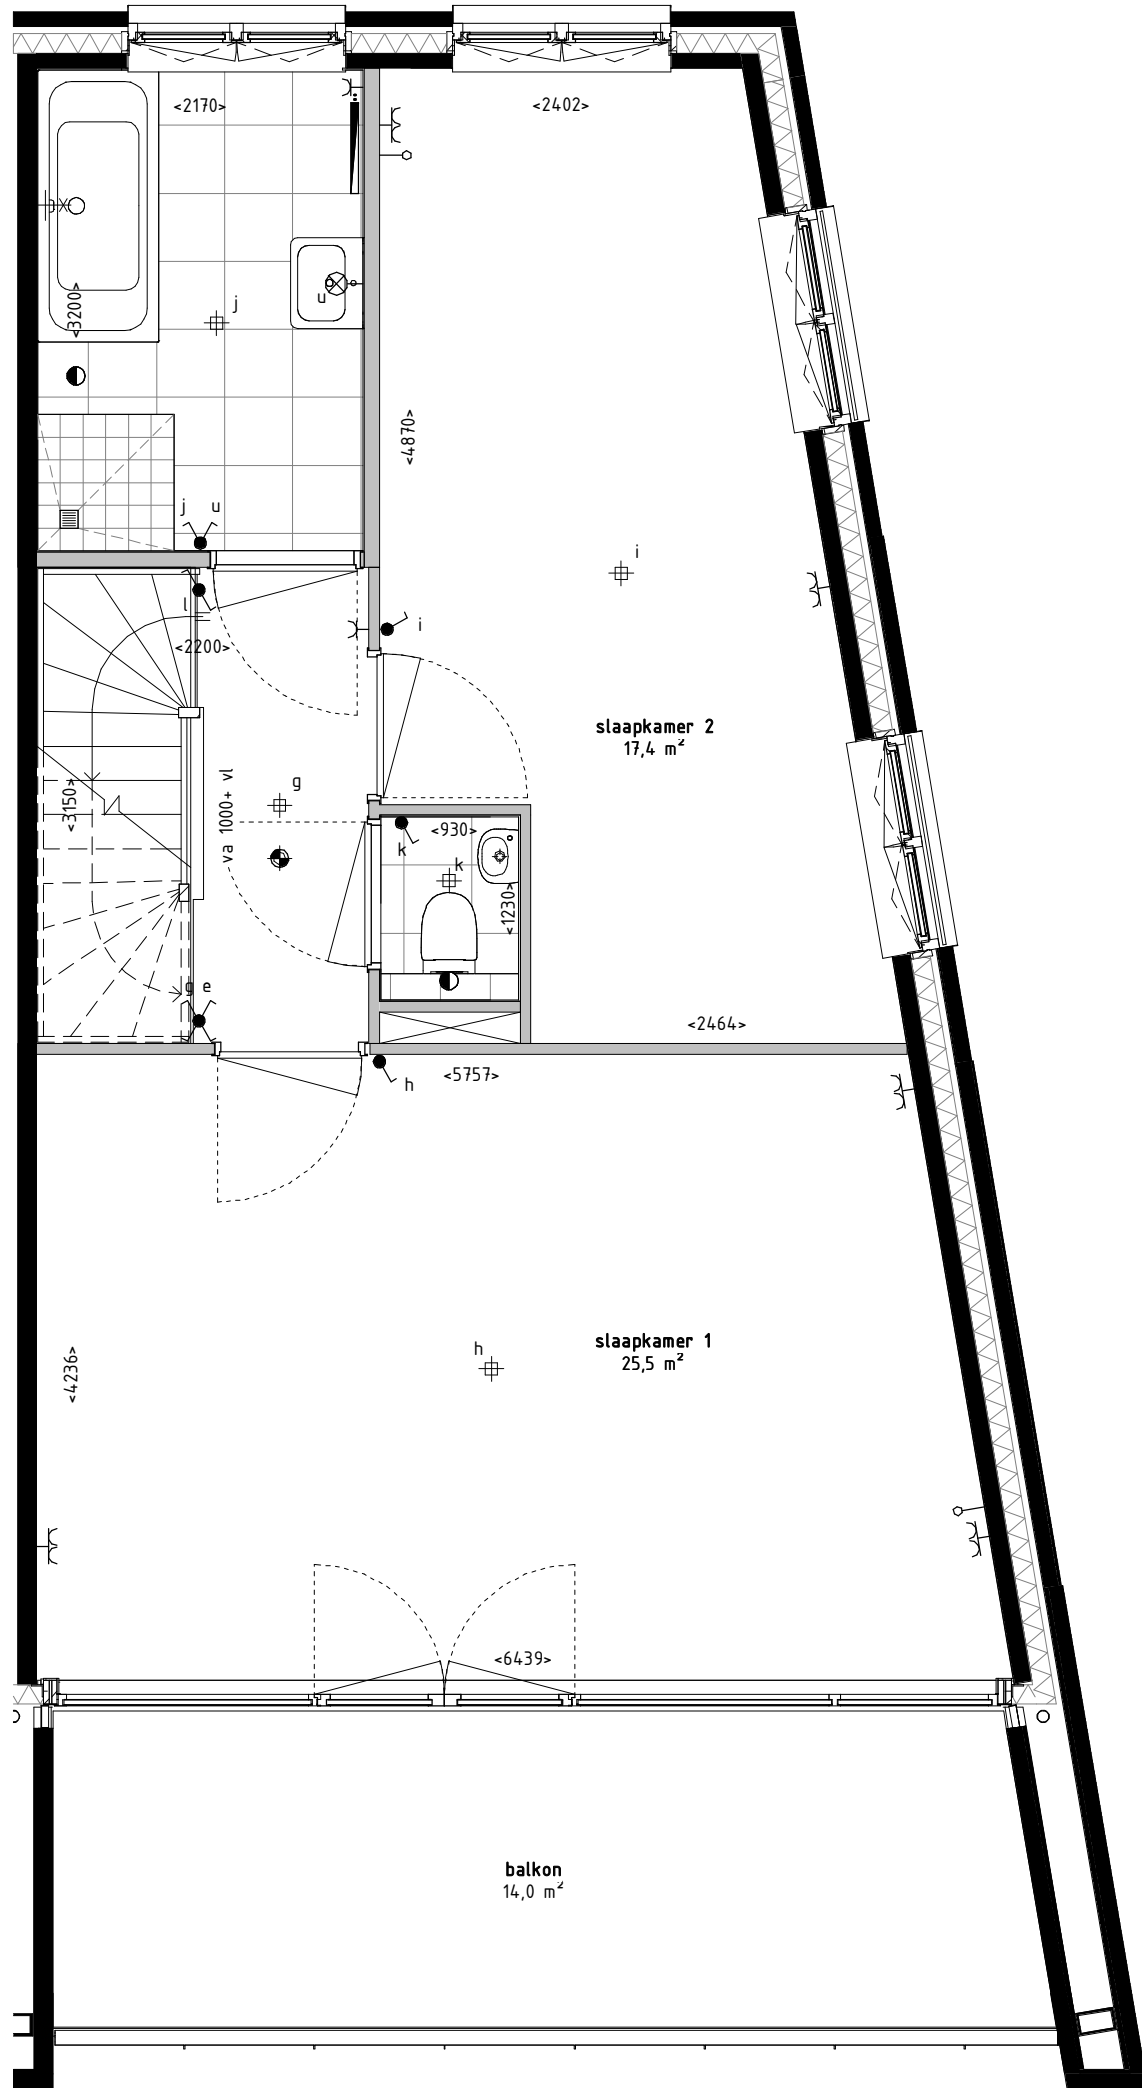 <2170>
<2402>
u
j
<3200>
<4870>
j u
i
l
i
<2200>
slaapkamer 2
17,4 m²
g
va 1000+ vl
<3150>
<930>
k
k
<1230>
g e
<2464>
<5757>
h
slaapkamer 1
25,5 m²
h
<4236>
<6439>
balkon
14,0 m²